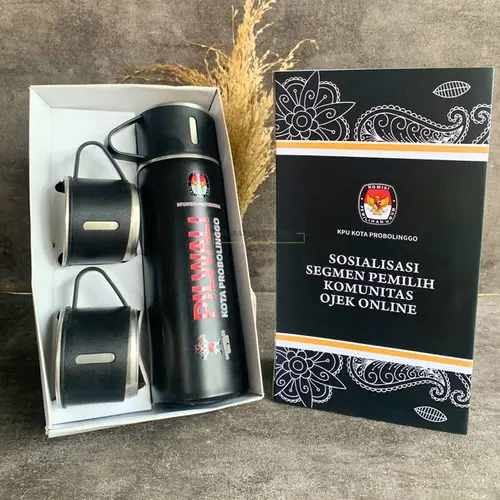 PILWALI
KOTA PROBOLINGGO
KOMISI
PEMILIHAN UMUM
KPU KOTA PROBOLINGGO
SOSIALISASI
SEGMEN PEMILIH
KOMUNITAS
OJEK ONLINE